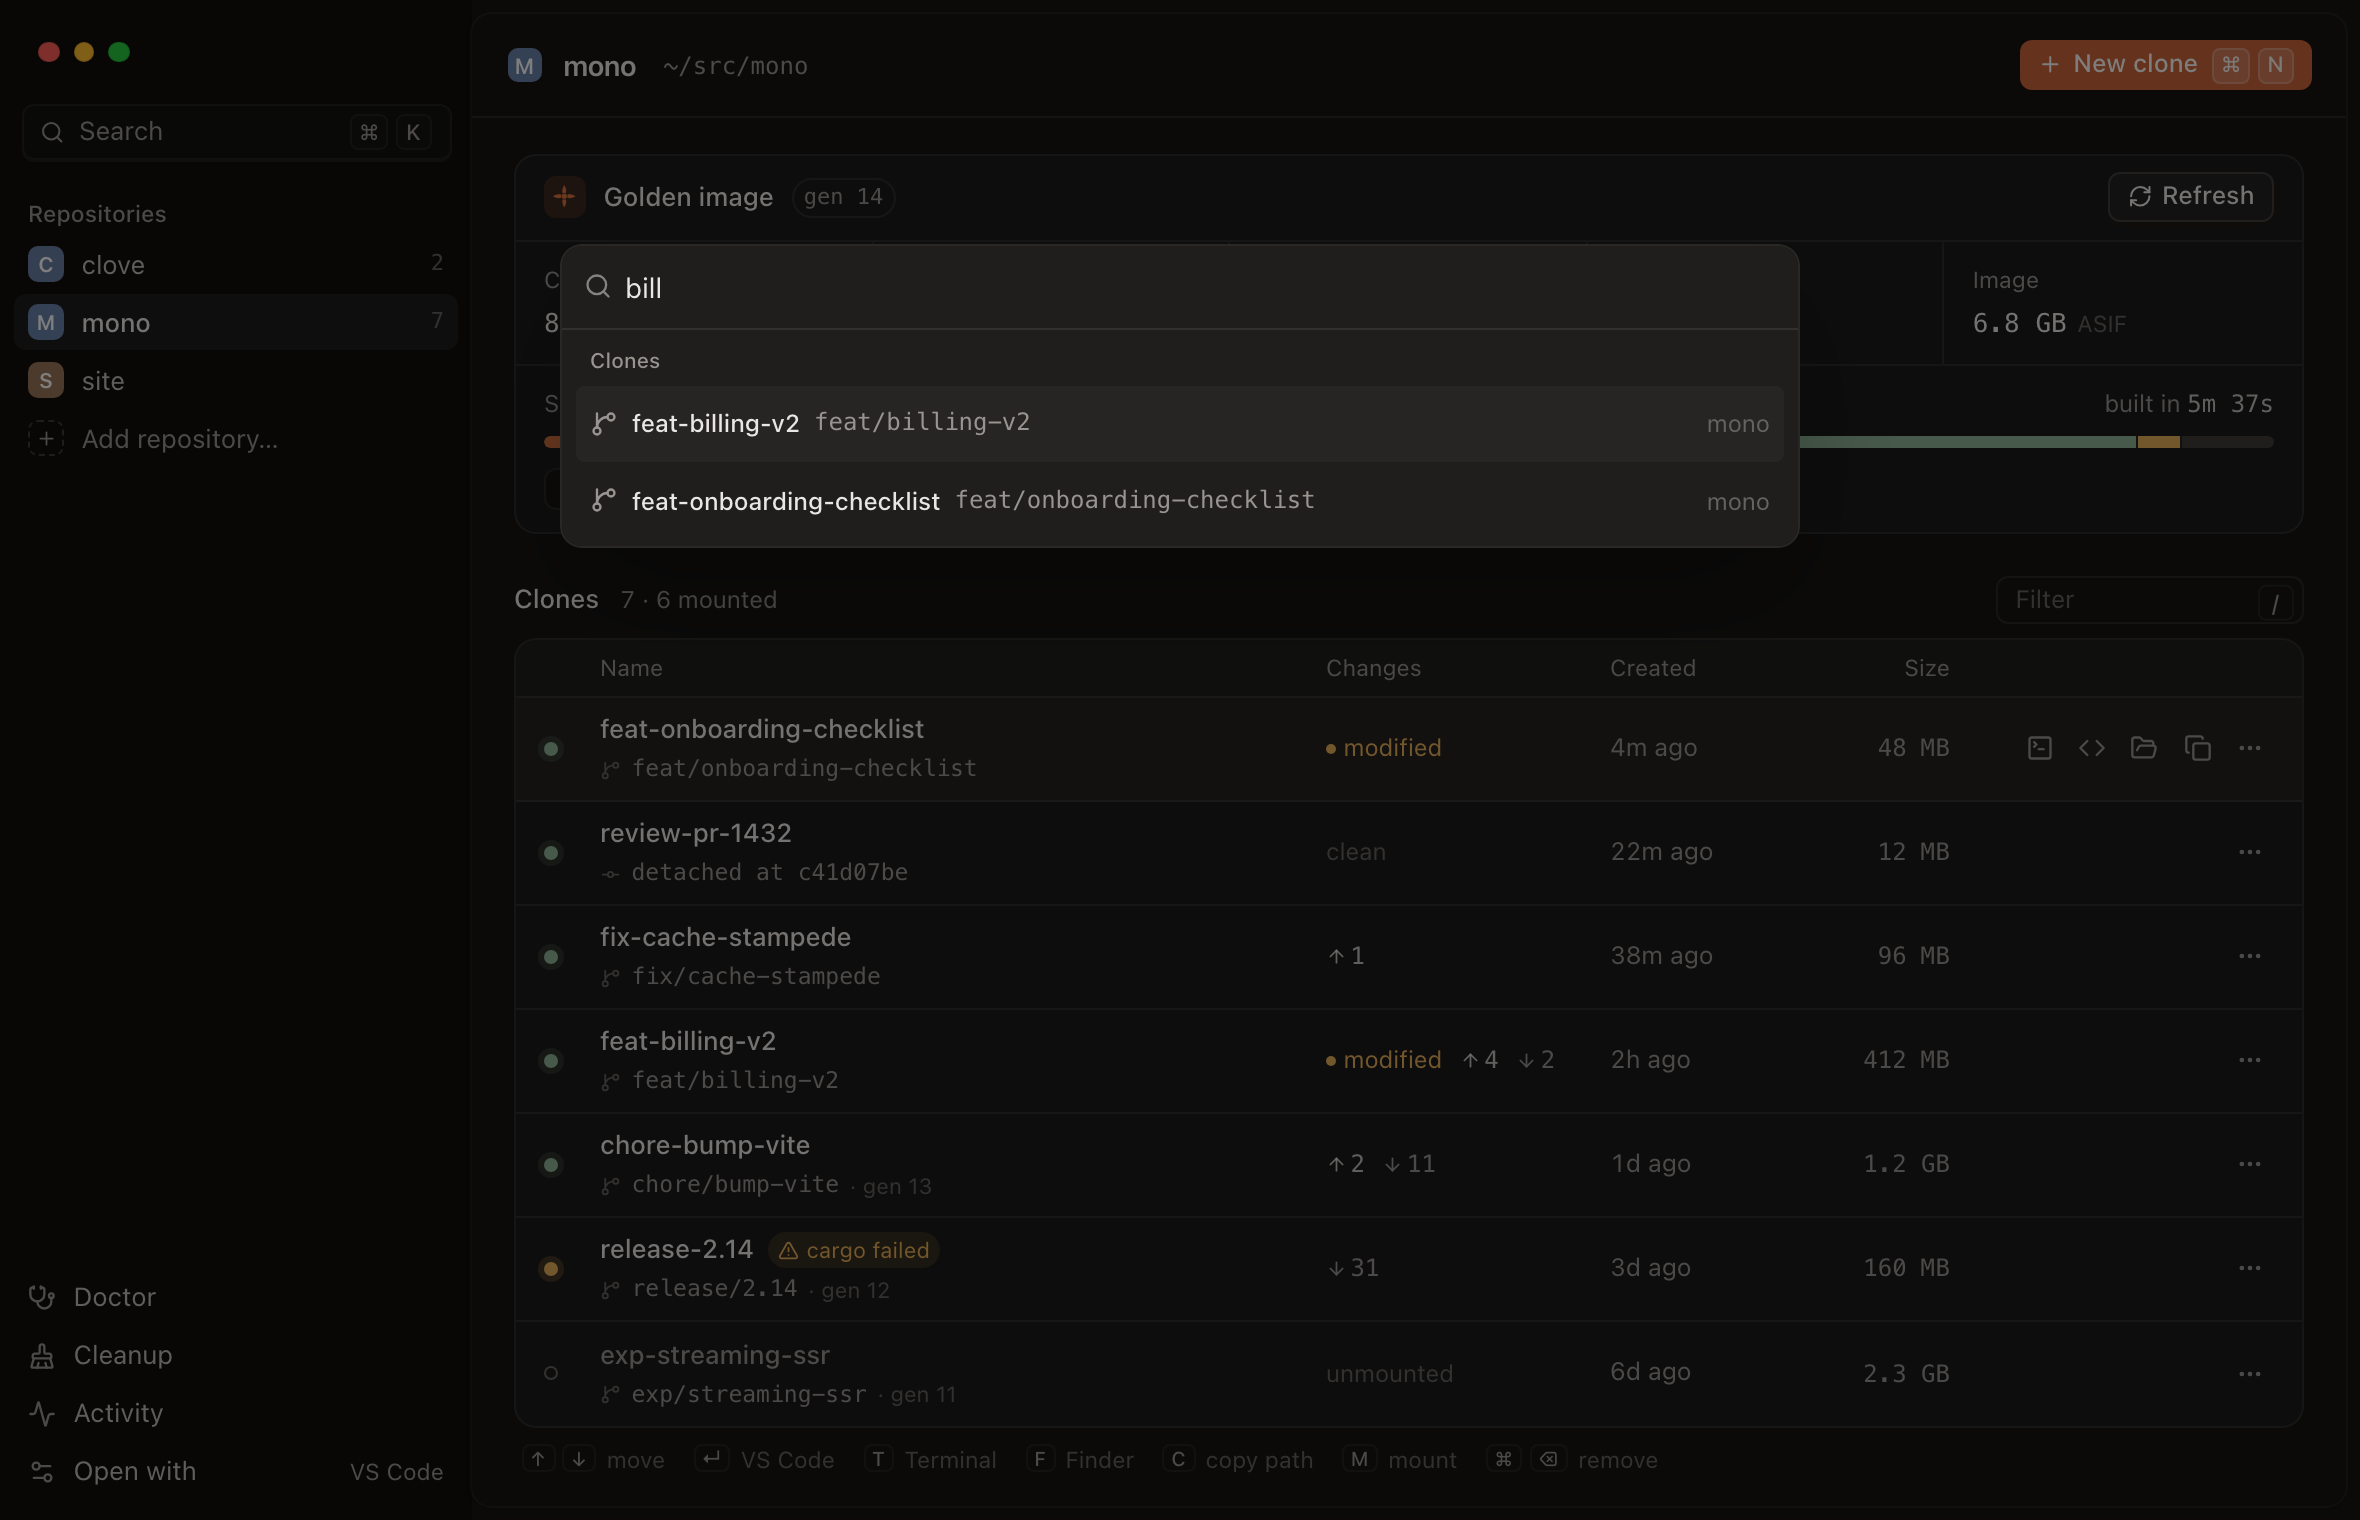 Search ⌘ K
Repositories
C clove 2
M mono 7
S site
+ Add repository...
Doctor
Cleanup
Activity
Open with VS Code
M mono ~/src/mono
+ New clone ⌘ N
Golden image gen 14
Refresh
bill
Clones
feat-billing-v2 feat/billing-v2 mono
feat-onboarding-checklist feat/onboarding-checklist mono
Image
6.8 GB ASIF
built in 5m 37s
Clones 7 · 6 mounted
Filter /
Name Changes Created Size
feat-onboarding-checklist
feat/onboarding-checklist
modified 4m ago 48 MB
review-pr-1432
detached at c41d07be
clean 22m ago 12 MB
fix-cache-stampede
fix/cache-stampede
↑ 1 38m ago 96 MB
feat-billing-v2
feat/billing-v2
modified ↑ 4 ↓ 2 2h ago 412 MB
chore-bump-vite
chore/bump-vite · gen 13
↑ 2 ↓ 11 1d ago 1.2 GB
release-2.14 cargo failed
release/2.14 · gen 12
↓ 31 3d ago 160 MB
exp-streaming-ssr
exp/streaming-ssr · gen 11
unmounted 6d ago 2.3 GB
↑ ↓ move ↵ VS Code T Terminal F Finder C copy path M mount ⌘ ⌫ remove